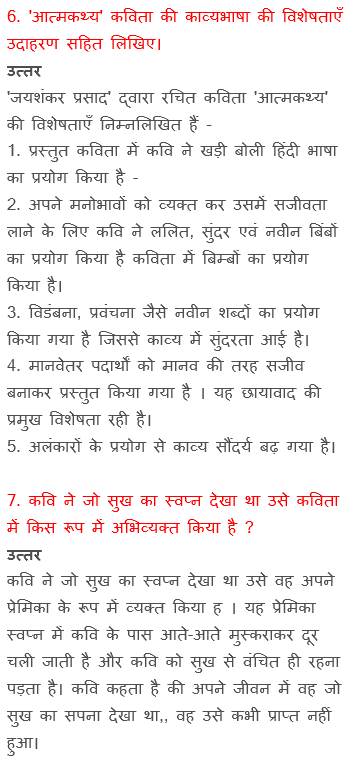 6. 'आत्मकथ्य' कविता की काव्यभाषा की विशेषताएँ
उदाहरण सहित लिखिए।
उत्तर
'जयशंकर प्रसाद' द्वारा रचित कविता 'आत्मकथ्य'
की विशेषताएँ निम्नलिखित हैं -
1. प्रस्तुत कविता में कवि ने खड़ी बोली हिंदी भाषा
का प्रयोग किया है -
2. अपने मनोभावों को व्यक्त कर उसमें सजीवता
लाने के लिए कवि ने ललित, सुंदर एवं नवीन बिंबों
का प्रयोग किया है कविता में बिम्बों का प्रयोग
किया है।
3. विडंबना, प्रवंचना जैसे नवीन शब्दों का प्रयोग
किया गया है जिससे काव्य में सुंदरता आई है।
4. मानवेतर पदार्थों को मानव की तरह सजीव
बनाकर प्रस्तुत किया गया है । यह छायावाद की
प्रमुख विशेषता रही है।
5. अलंकारों के प्रयोग से काव्य सौंदर्य बढ़ गया है।
7. कवि ने जो सुख का स्वप्न देखा था उसे कविता
में किस रूप में अभिव्यक्त किया है ?
उत्तर
कवि ने जो सुख का स्वप्न देखा था उसे वह अपने
प्रेमिका के रूप में व्यक्त किया ह । यह प्रेमिका
स्वप्न में कवि के पास आते-आते मुस्कराकर दूर
चली जाती है और कवि को सुख से वंचित ही रहना
पड़ता है। कवि कहता है की अपने जीवन में वह जो
सुख का सपना देखा था,, वह उसे कभी प्राप्त नहीं
हुआ।